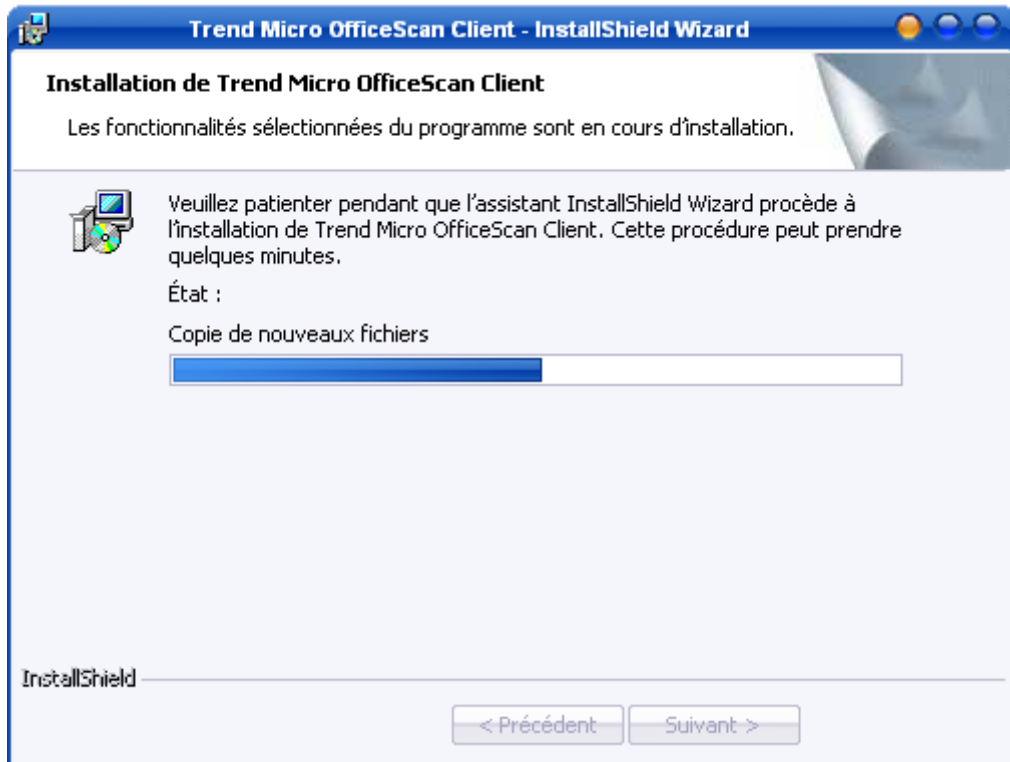 Trend Micro OfficeScan Client - InstallShield Wizard
Installation de Trend Micro OfficeScan Client
Les fonctionnalités sélectionnées du programme sont en cours d'installation.
Veuillez patienter pendant que l'assistant InstallShield Wizard procède à
l'installation de Trend Micro OfficeScan Client. Cette procédure peut prendre
quelques minutes.
État :
Copie de nouveaux fichiers
InstallShield
< Précédent
Suivant >